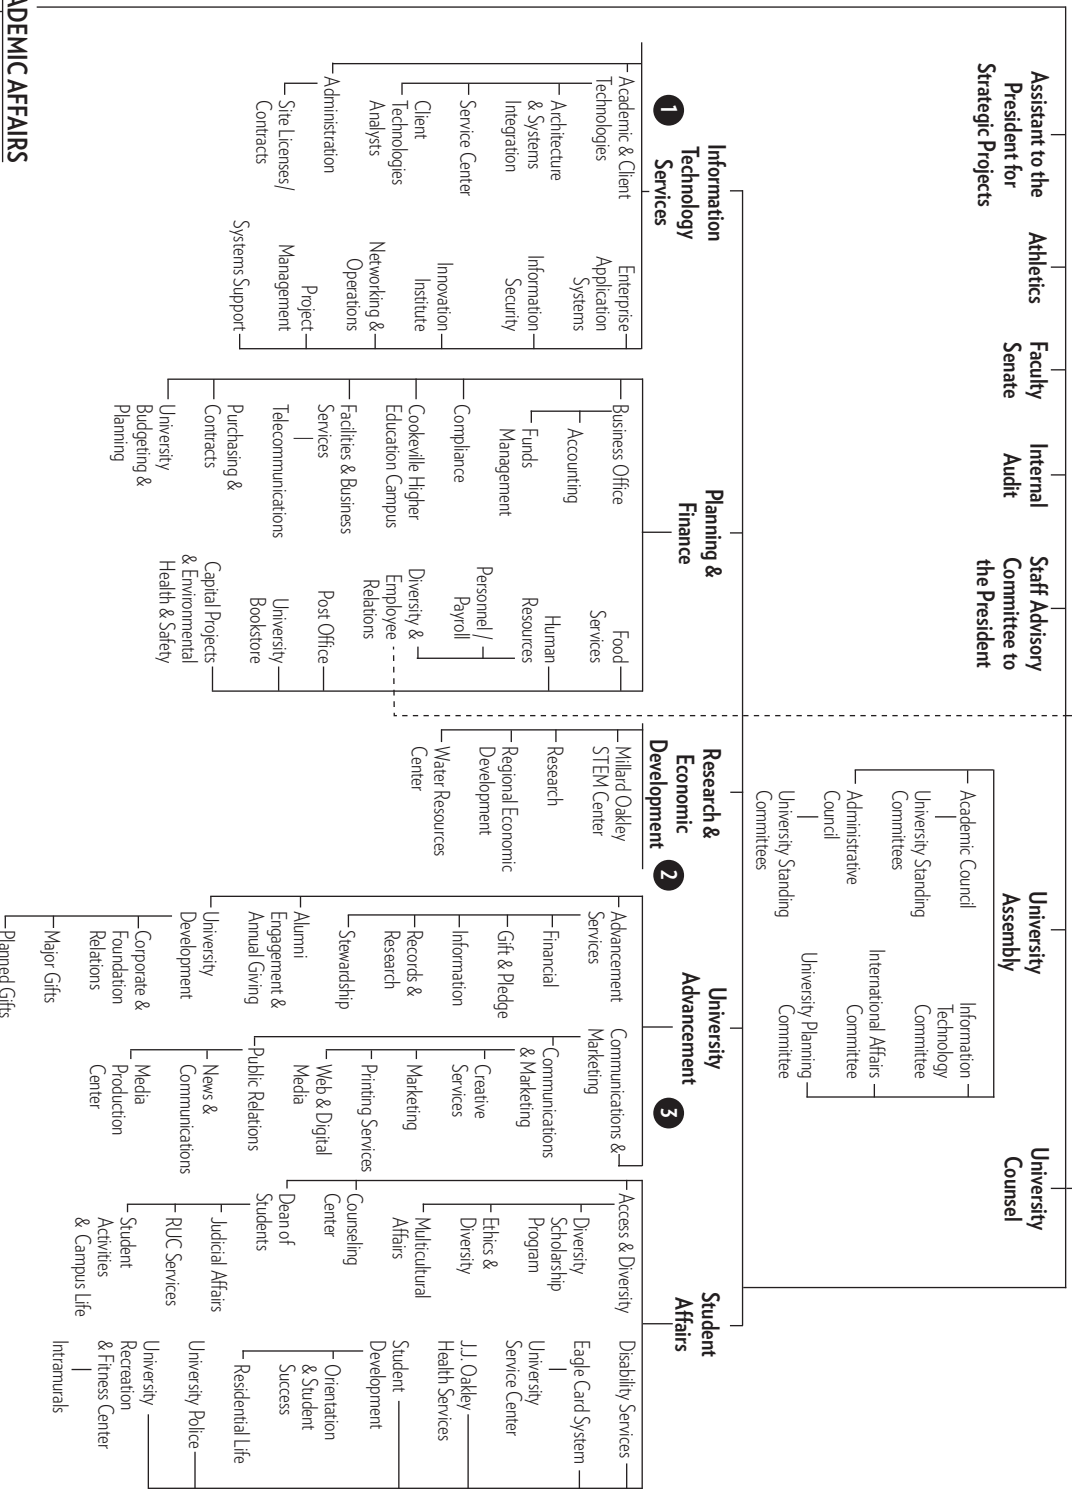 ADEMIC AFFAIRS
Assistant to the
President for
Strategic Projects
Athletics
Faculty
Senate
Internal
Audit
Staff Advisory
Committee to
the President
University
Assembly
Academic Council
University Standing
Committees
Administrative
Council
University Standing
Committees
Information
Technology
Committee
International Affairs
Committee
University Planning
Committee
University
Counsel
Information
Technology
Services
1
Academic & Client
Technologies
Architecture
& Systems
Integration
Service Center
Client
Technologies
Analysts
Administration
Site Licenses/
Contracts
Enterprise
Application
Systems
Information
Security
Innovation
Institute
Networking &
Operations
Project
Management
Systems Support
Planning &
Finance
Business Office
Accounting
Funds
Management
Compliance
Cookeville Higher
Education Campus
Facilities & Business
Services
Telecommunications
Purchasing &
Contracts
University
Budgeting &
Planning
Food
Services
Human
Resources
Personnel/
Payroll
Diversity &
Employee
Relations
Post Office
University
Bookstore
Capital Projects
& Environmental
Health & Safety
Research &
Economic
Development
2
Millard Oakley
STEM Center
Research
Regional Economic
Development
Water Resources
Center
University
Advancement
3
Advancement
Services
Financial
Gift & Pledge
Information
Records &
Research
Stewardship
Alumni
Engagement &
Annual Giving
University
Development
Corporate &
Foundation
Relations
Major Gifts
Planned Gifts
Communications &
Marketing
Communications
& Marketing
Creative
Services
Marketing
Printing Services
Web & Digital
Media
Public Relations
News &
Communications
Media
Production
Center
Student
Affairs
Access & Diversity
Diversity
Scholarship
Program
Ethics &
Diversity
Multicultural
Affairs
Counseling
Center
Dean of
Students
Judicial Affairs
RUC Services
Student
Activities
& Campus Life
Disability Services
Eagle Card System
University
Service Center
J.J. Oakley
Health Services
Student
Development
Orientation
& Student
Success
Residential Life
University Police
University
Recreation
& Fitness Center
Intramurals